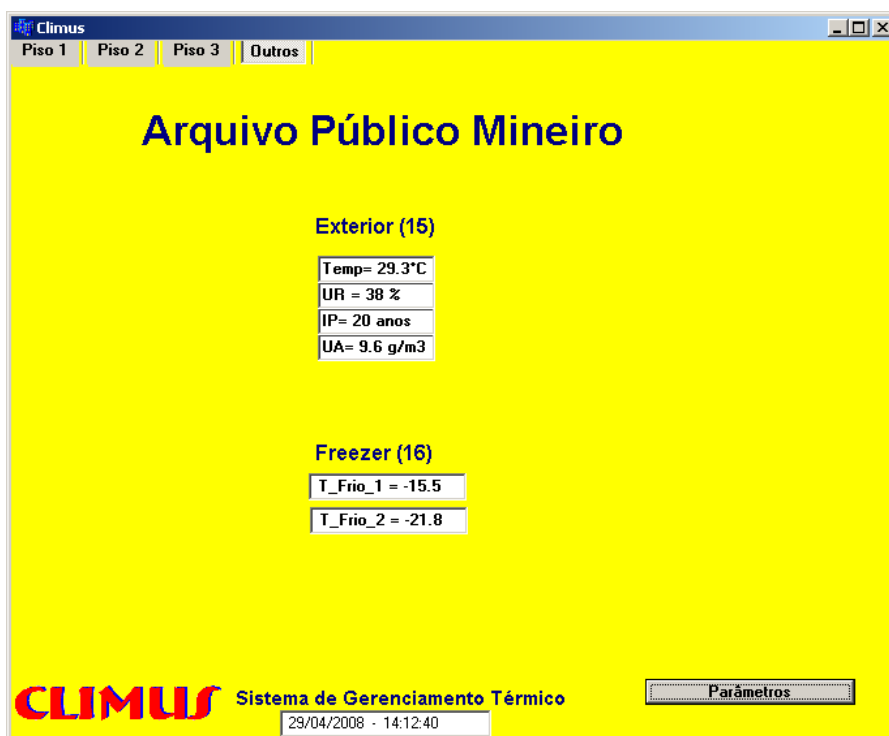 Climus
Piso 1 Piso 2 Piso 3 Outros
Arquivo Público Mineiro
Exterior (15)
Temp= 29.3°C
UR = 38 %
IP= 20 anos
UA= 9.6 g/m3
Freezer (16)
T_Frio_1 = -15.5
T_Frio_2 = -21.8
CLIMUS Sistema de Gerenciamento Térmico Parâmetros
29/04/2008 - 14:12:40